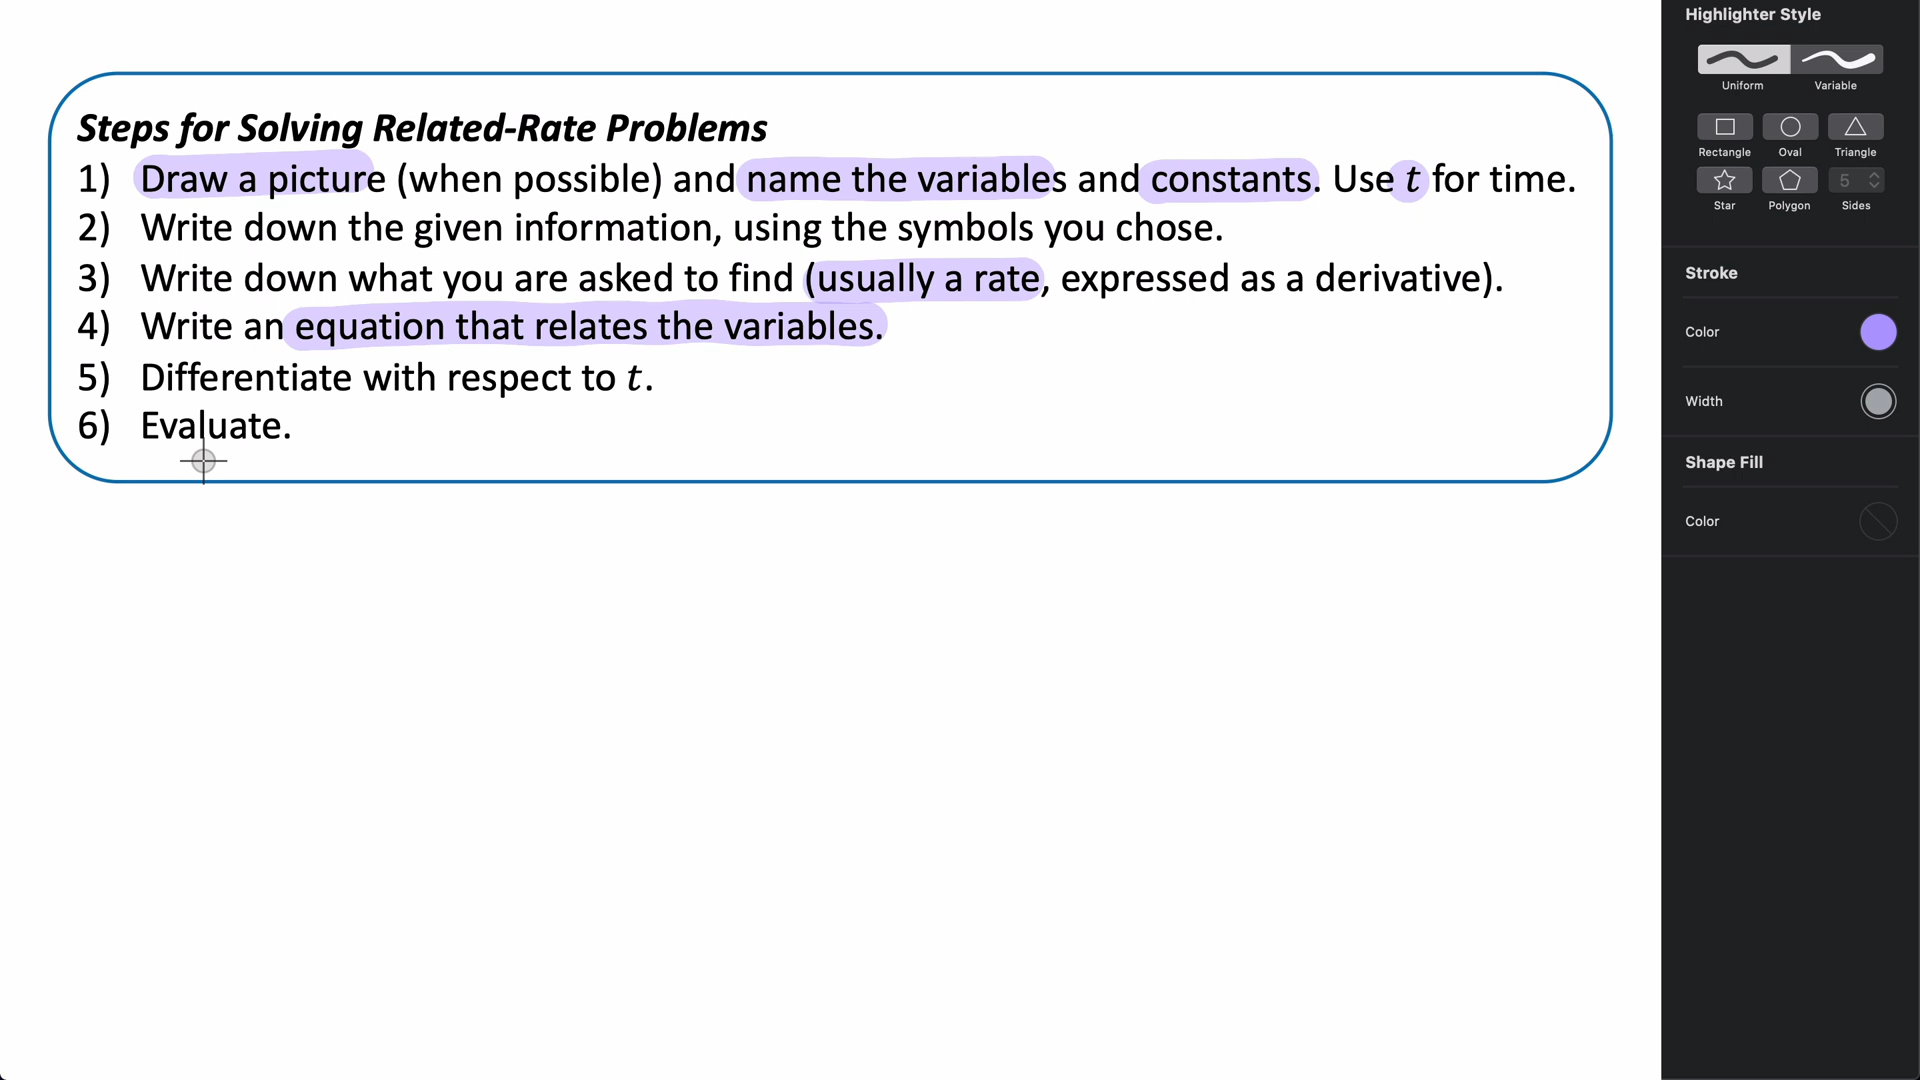 Steps for Solving Related-Rate Problems
1) Draw a picture (when possible) and name the variables and constants. Use t for time.
2) Write down the given information, using the symbols you chose.
3) Write down what you are asked to find (usually a rate, expressed as a derivative).
4) Write an equation that relates the variables.
5) Differentiate with respect to t.
6) Evaluate.
Highlighter Style
Uniform Variable
Rectangle Oval Triangle
5
Star Polygon Sides
Stroke
Color
Width
Shape Fill
Color